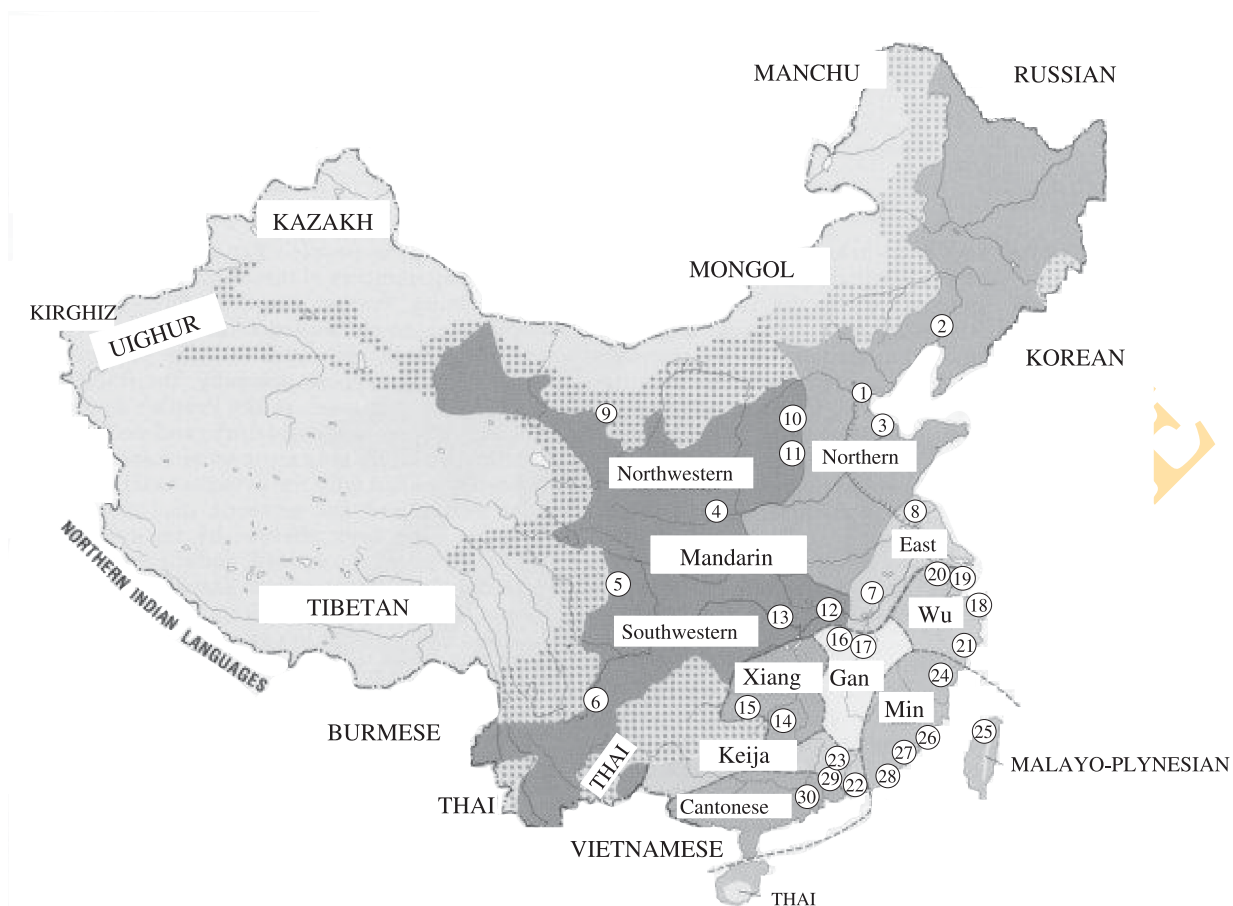 MANCHU
RUSSIAN
KAZAKH
MONGOL
KIRGHIZ
UIGHUR
2
KOREAN
1
9
10
3
11
Northwestern
Northern
4
8
East
Mandarin
NORTHERN INDIAN LANGUAGES
5
20
19
7
TIBETAN
12
18
13
Wu
Southwestern
16
17
21
Xiang
Gan
24
6
15
Min
14
BURMESE
26
25
Keija
27
23
THAI
MALAYO-PLYNESIAN
29
22
28
THAI
Cantonese
30
VIETNAMESE
THAI